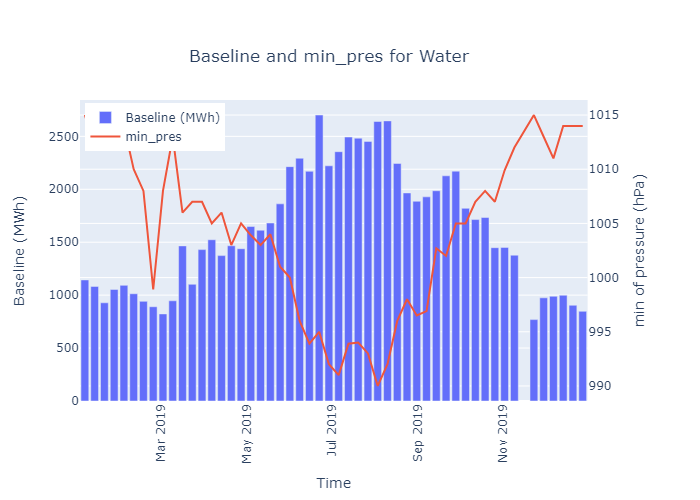 Baseline and min_pres for Water
Baseline (MWh)
min_pres
2500
2000
1500
1000
500
0
Baseline (MWh)
1015
1010
1005
1000
995
990
min of pressure (hPa)
Mar 2019
May 2019
Jul 2019
Sep 2019
Nov 2019
Time